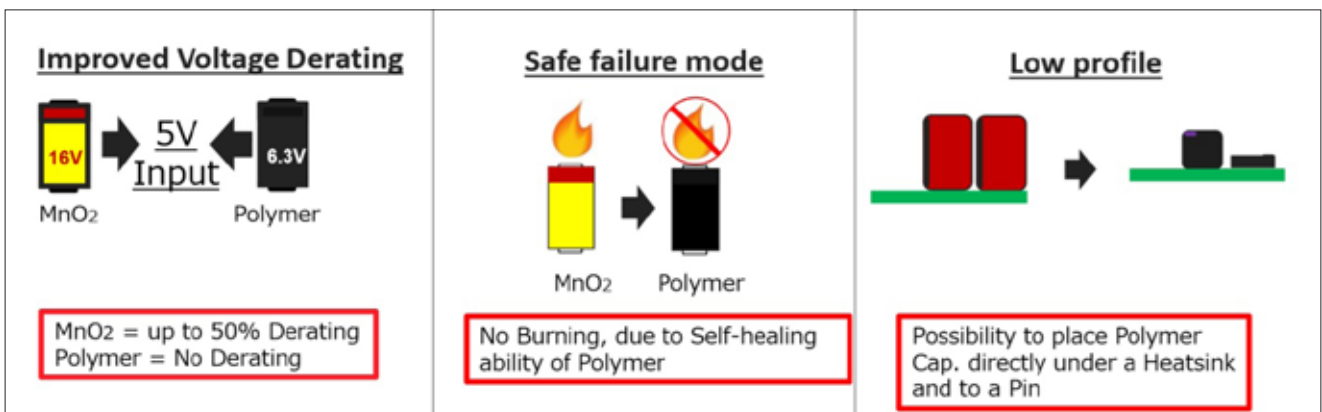 Improved Voltage Derating
16V
5V
Input
6.3V
MnO2
Polymer
MnO2 = up to 50% Derating
Polymer = No Derating
Safe failure mode
MnO2
Polymer
No Burning, due to Self-healing
ability of Polymer
Low profile
Possibility to place Polymer
Cap. directly under a Heatsink
and to a Pin